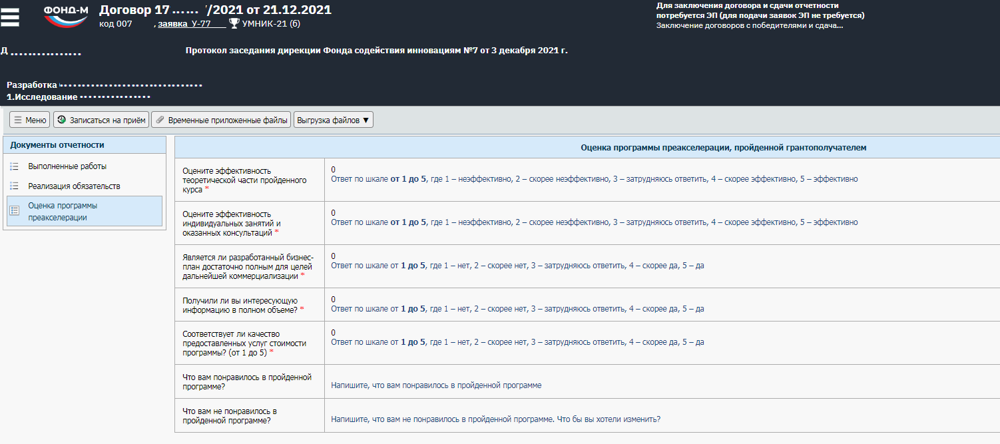 ФОНД-М
Договор 17 ...... /2021 от 21.12.2021
код 007 , заявка У-77 УМНИК-21 (б)
Для заключения договора и сдачи отчетности
потребуется ЭП (для подачи заявок ЭП не требуется)
Заключение договоров с победителями и сдача...
Д ................
Протокол заседания дирекции Фонда содействия инновациям №7 от 3 декабря 2021 г.
Разработка
1.Исследование
Меню
Записаться на приём
Временные приложенные файлы
Выгрузка файлов ▼
Документы отчетности
Выполненные работы
Реализация обязательств
Оценка программы
преакселерации
Оценка программы преакселерации, пройденной грантополучателем
Оцените эффективность
теоретической части пройденного
курса *
0
Ответ по шкале от 1 до 5, где 1 – неэффективно, 2 – скорее неэффективно, 3 – затрудняюсь ответить, 4 – скорее эффективно, 5 – эффективно
Оцените эффективность
индивидуальных занятий и
оказанных консультаций *
0
Ответ по шкале от 1 до 5, где 1 – неэффективно, 2 – скорее неэффективно, 3 – затрудняюсь ответить, 4 – скорее эффективно, 5 – эффективно
Является ли разработанный бизнес-
план достаточно полным для целей
дальнейшей коммерциализации *
0
Ответ по шкале от 1 до 5, где 1 – нет, 2 – скорее нет, 3 – затрудняюсь ответить, 4 – скорее да, 5 – да
Получили ли вы интересующую
информацию в полном объеме? *
0
Ответ по шкале от 1 до 5, где 1 – нет, 2 – скорее нет, 3 – затрудняюсь ответить, 4 – скорее да, 5 – да
Соответствует ли качество
предоставленных услуг стоимости
программы? (от 1 до 5) *
0
Ответ по шкале от 1 до 5, где 1 – нет, 2 – скорее нет, 3 – затрудняюсь ответить, 4 – скорее да, 5 – да
Что вам понравилось в пройденной
программе?
Напишите, что вам понравилось в пройденной программе
Что вам не понравилось в
пройденной программе?
Напишите, что вам не понравилось в пройденной программе. Что бы вы хотели изменить?